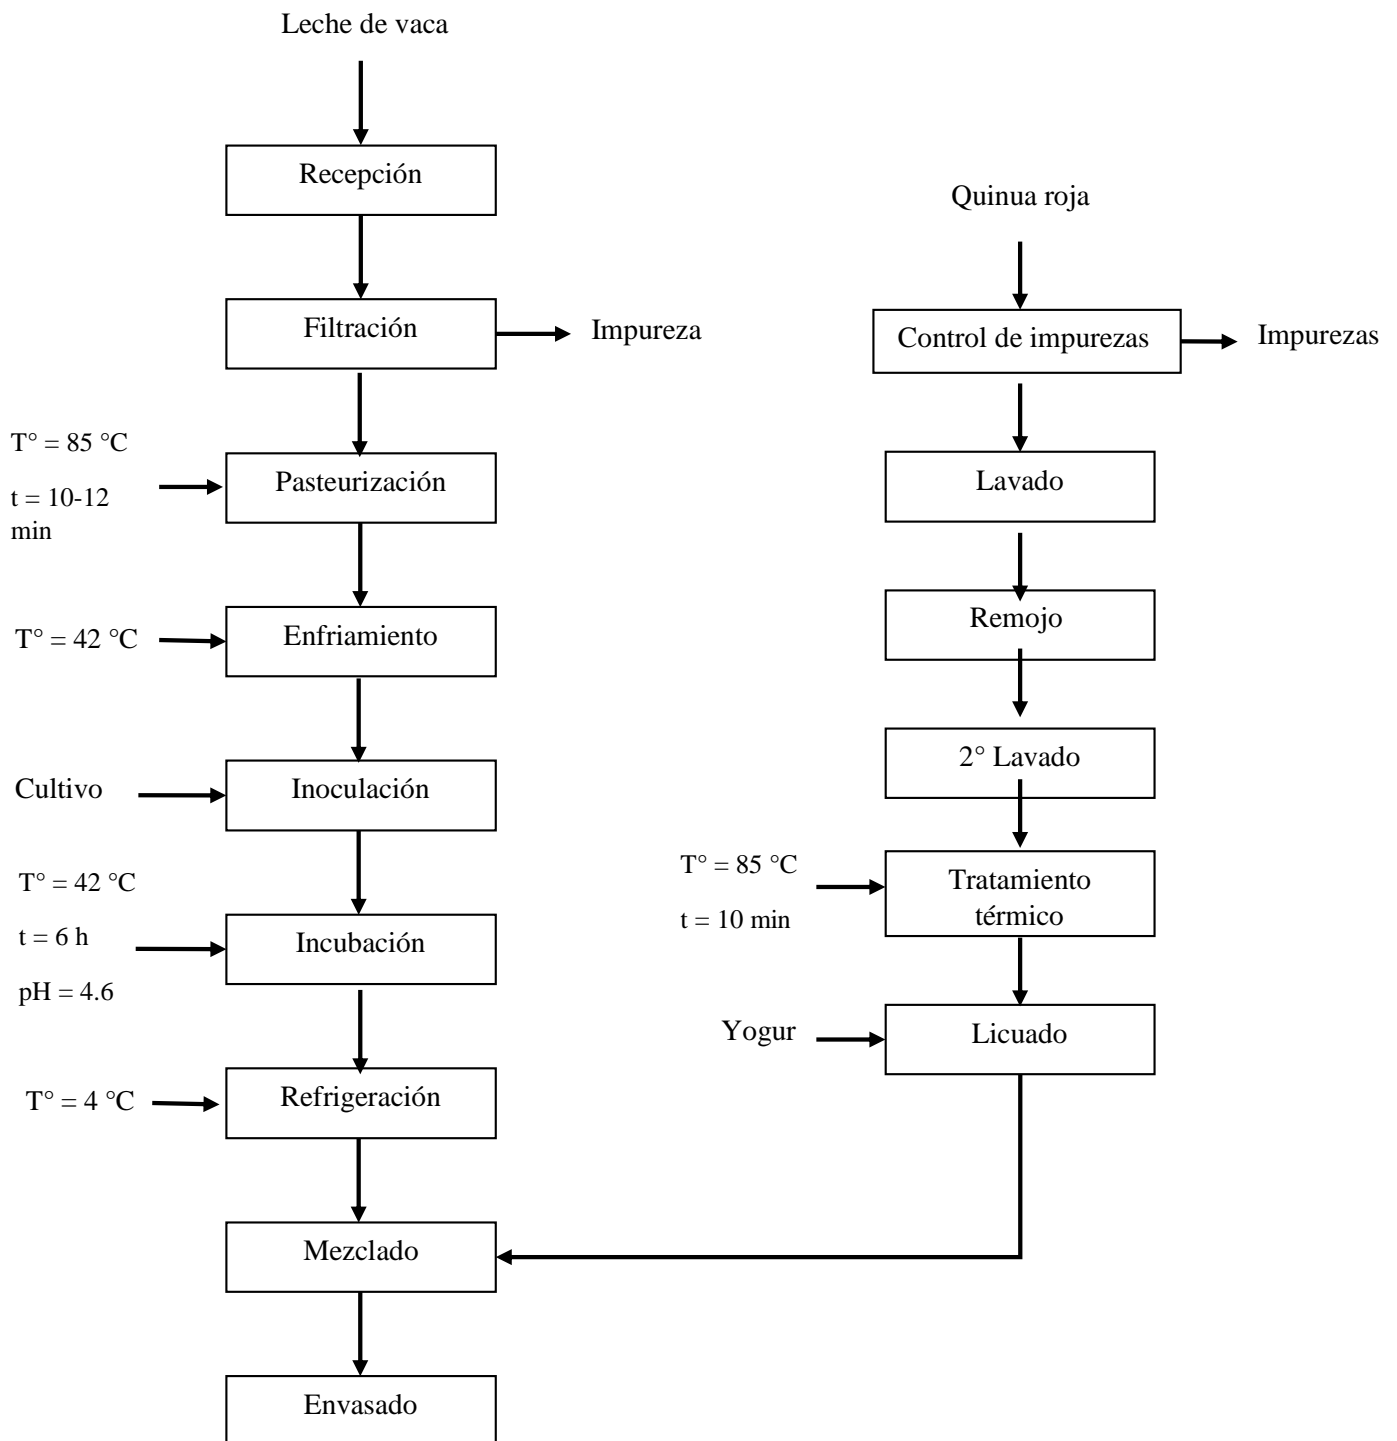 Leche de vaca
Recepción
Filtración
Impureza
T° = 85 °C
t = 10-12
min
Pasteurización
T° = 42 °C
Enfriamiento
Cultivo
Inoculación
T° = 42 °C
t = 6 h
pH = 4.6
Incubación
T° = 4 °C
Refrigeración
Mezclado
Envasado
Quinua roja
Control de impurezas
Impurezas
Lavado
Remojo
2° Lavado
T° = 85 °C
t = 10 min
Tratamiento
térmico
Yogur
Licuado